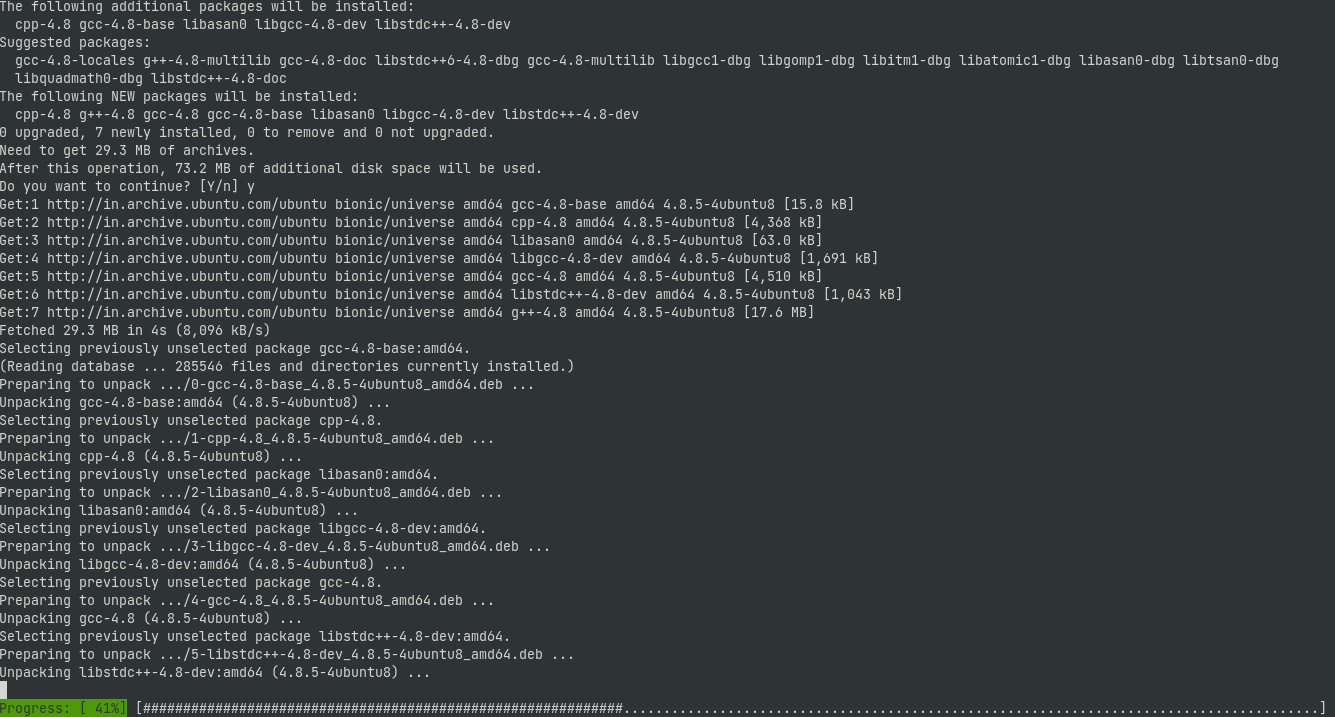 The following additional packages will be installed:
  cpp-4.8 gcc-4.8-base libasan0 libgcc-4.8-dev libstdc++-4.8-dev
Suggested packages:
  gcc-4.8-locales g++-4.8-multilib gcc-4.8-doc libstdc++6-4.8-dbg gcc-4.8-multilib libgcc1-dbg libgomp1-dbg libitm1-dbg libatomic1-dbg libasan0-dbg libtsan0-dbg
  libquadmath0-dbg libstdc++-4.8-doc
The following NEW packages will be installed:
  cpp-4.8 g++-4.8 gcc-4.8 gcc-4.8-base libasan0 libgcc-4.8-dev libstdc++-4.8-dev
0 upgraded, 7 newly installed, 0 to remove and 0 not upgraded.
Need to get 29.3 MB of archives.
After this operation, 73.2 MB of additional disk space will be used.
Do you want to continue? [Y/n] y
Get:1 http://in.archive.ubuntu.com/ubuntu bionic/universe amd64 gcc-4.8-base amd64 4.8.5-4ubuntu8 [15.8 kB]
Get:2 http://in.archive.ubuntu.com/ubuntu bionic/universe amd64 cpp-4.8 amd64 4.8.5-4ubuntu8 [4,368 kB]
Get:3 http://in.archive.ubuntu.com/ubuntu bionic/universe amd64 libasan0 amd64 4.8.5-4ubuntu8 [63.0 kB]
Get:4 http://in.archive.ubuntu.com/ubuntu bionic/universe amd64 libgcc-4.8-dev amd64 4.8.5-4ubuntu8 [1,691 kB]
Get:5 http://in.archive.ubuntu.com/ubuntu bionic/universe amd64 gcc-4.8 amd64 4.8.5-4ubuntu8 [4,510 kB]
Get:6 http://in.archive.ubuntu.com/ubuntu bionic/universe amd64 libstdc++-4.8-dev amd64 4.8.5-4ubuntu8 [1,043 kB]
Get:7 http://in.archive.ubuntu.com/ubuntu bionic/universe amd64 g++-4.8 amd64 4.8.5-4ubuntu8 [17.6 MB]
Fetched 29.3 MB in 4s (8,096 kB/s)
Selecting previously unselected package gcc-4.8-base:amd64.
(Reading database ... 285546 files and directories currently installed.)
Preparing to unpack .../0-gcc-4.8-base_4.8.5-4ubuntu8_amd64.deb ...
Unpacking gcc-4.8-base:amd64 (4.8.5-4ubuntu8) ...
Selecting previously unselected package cpp-4.8.
Preparing to unpack .../1-cpp-4.8_4.8.5-4ubuntu8_amd64.deb ...
Unpacking cpp-4.8 (4.8.5-4ubuntu8) ...
Selecting previously unselected package libasan0:amd64.
Preparing to unpack .../2-libasan0_4.8.5-4ubuntu8_amd64.deb ...
Unpacking libasan0:amd64 (4.8.5-4ubuntu8) ...
Selecting previously unselected package libgcc-4.8-dev:amd64.
Preparing to unpack .../3-libgcc-4.8-dev_4.8.5-4ubuntu8_amd64.deb ...
Unpacking libgcc-4.8-dev:amd64 (4.8.5-4ubuntu8) ...
Selecting previously unselected package gcc-4.8.
Preparing to unpack .../4-gcc-4.8_4.8.5-4ubuntu8_amd64.deb ...
Unpacking gcc-4.8 (4.8.5-4ubuntu8) ...
Selecting previously unselected package libstdc++-4.8-dev:amd64.
Preparing to unpack .../5-libstdc++-4.8-dev_4.8.5-4ubuntu8_amd64.deb ...
Unpacking libstdc++-4.8-dev:amd64 (4.8.5-4ubuntu8) ...
Progress: [ 41%] [############################################################.......................................................................................]